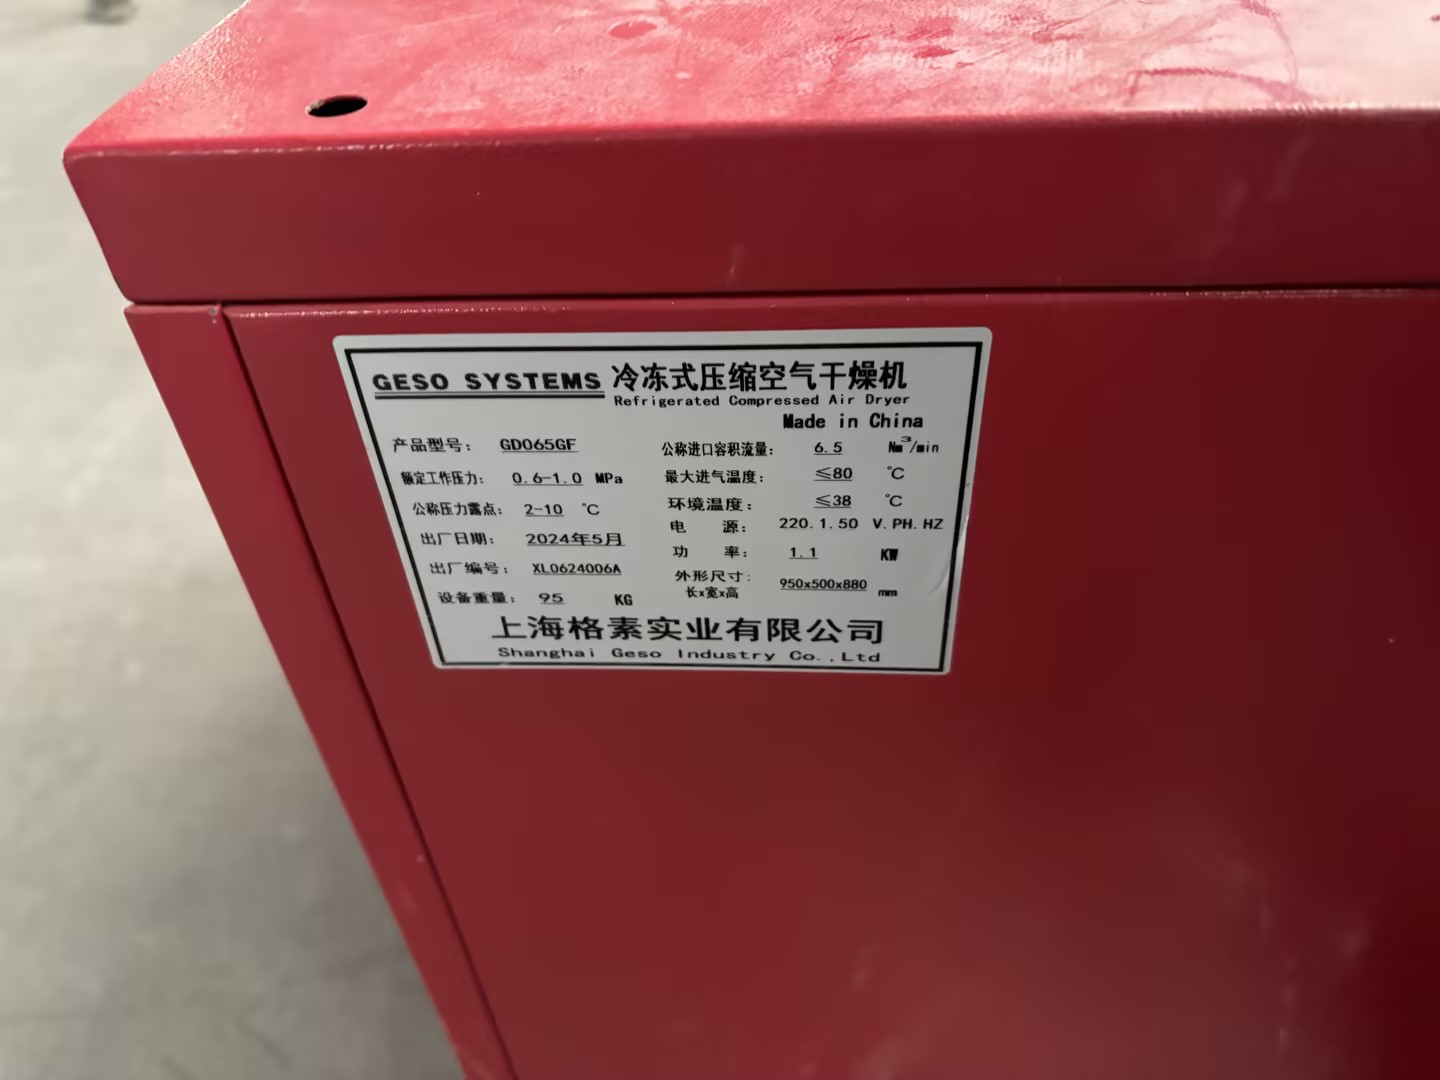 GESO SYSTEMS 冷冻式压缩空气干燥机
Refrigerated Compressed Air Dryer
Made in China
产品型号: GD065GF
公称进口容积流量: 6.5 Nm³/min
额定工作压力: 0.6-1.0 MPa
最大进气温度: ≤80 ℃
公称压力露点: 2-10 ℃
环境温度: ≤38 ℃
出厂日期: 2024年5月
电 源: 220.1.50 V.PH.HZ
出厂编号: XL0624006A
功 率: 1.1 KW
设备重量: 95 KG
外形尺寸:
长x宽x高 950x500x880 mm
上海格素实业有限公司
Shanghai Geso Industry Co.,Ltd